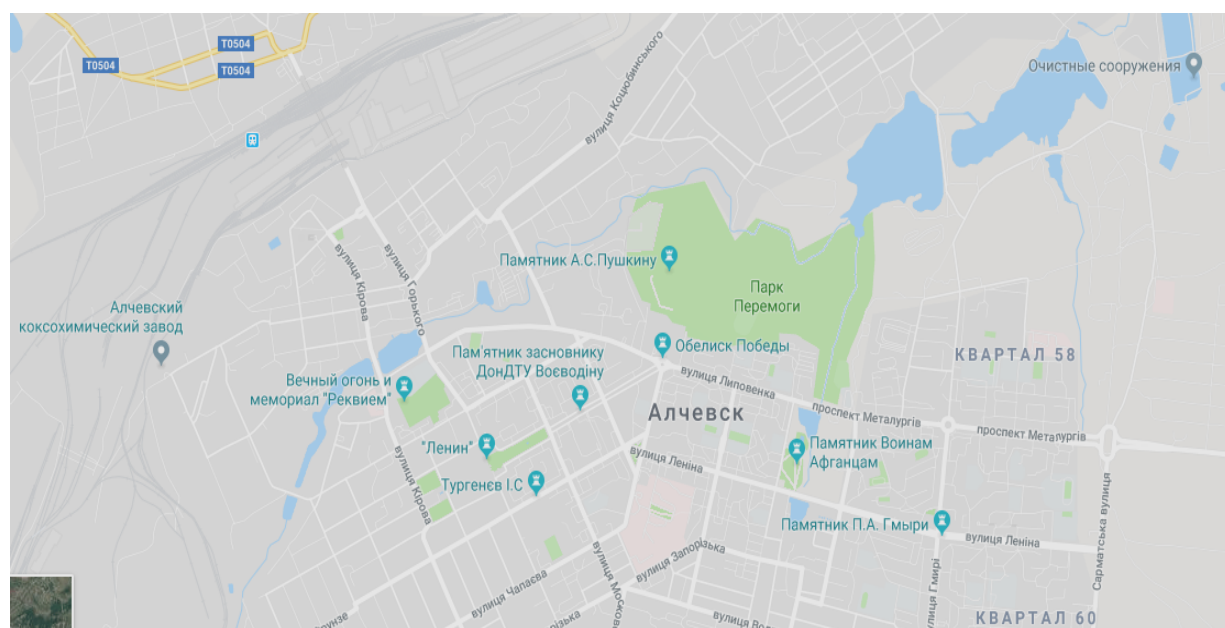 T0504
T0504
T0504
вулиця Коцюбинського
Очистные сооружения
Памятник А.С.Пушкину
Парк
Перемоги
вулиця Кірова
вулиця Горького
Алчевский
коксохимический завод
Обелиск Победы
Пам'ятник засновнику
ДонДТУ Воєводіну
КВАРТАЛ 58
Вечный огонь и
мемориал "Реквием"
вулиця Липовенка
проспект Металургів
проспект Металургів
Алчевск
"Ленин"
Памятник Воинам
Афганцам
вулиця Леніна
вулиця Кірова
Тургенєв І.С
Памятник П.А. Гмыри
вулиця Леніна
Сарматська вулиця
вулиця Запорізька
вулиця Чапаєва
вулиця Гмирі
КВАРТАЛ 60